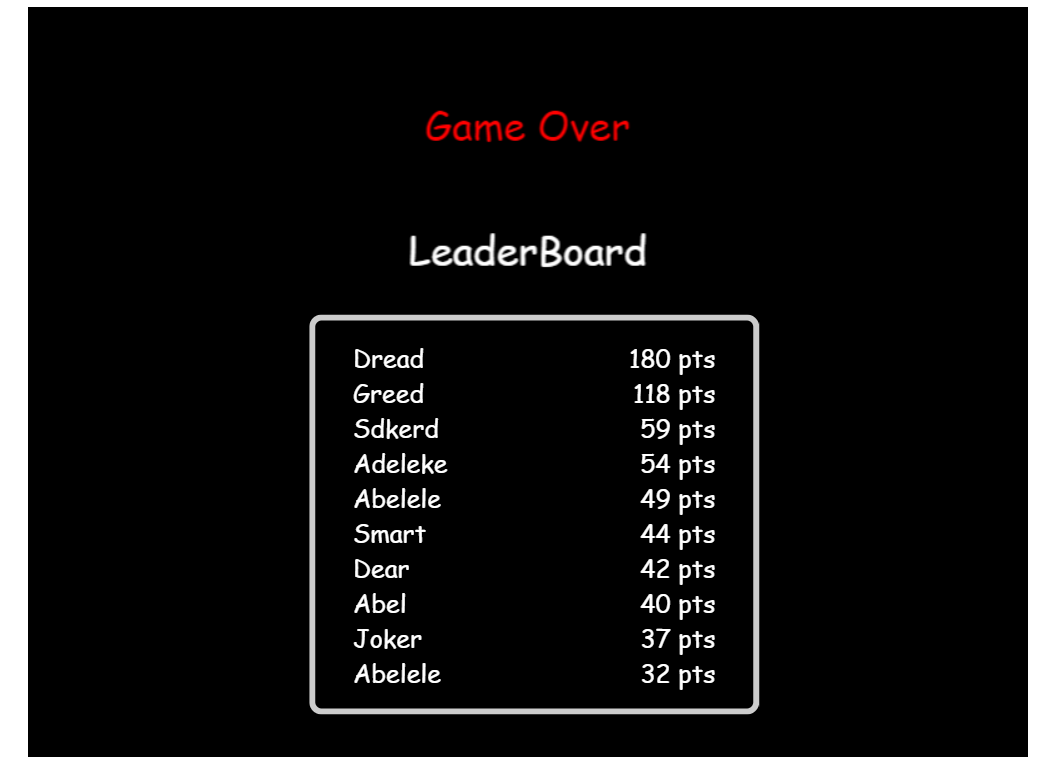 Game Over
LeaderBoard
Dread 180 pts
Greed 118 pts
Sdkerd 59 pts
Adeleke 54 pts
Abelele 49 pts
Smart 44 pts
Dear 42 pts
Abel 40 pts
Joker 37 pts
Abelele 32 pts